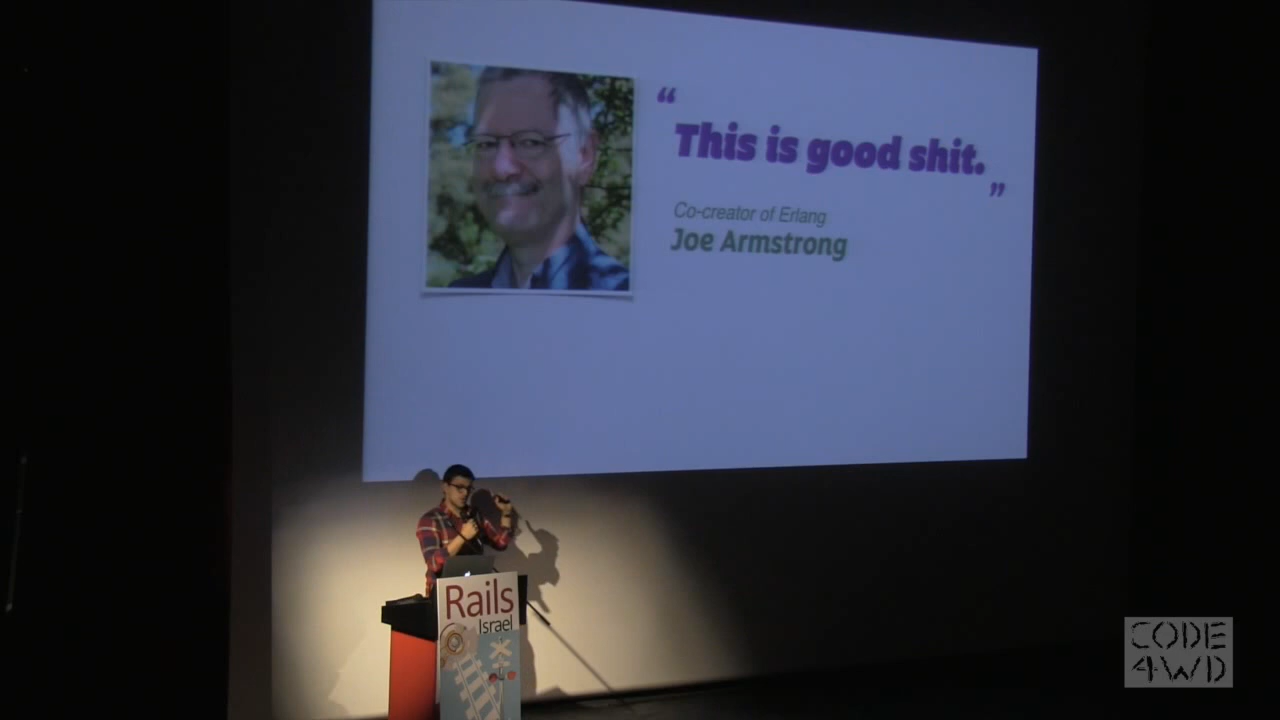 “
This is good shit.
”
Co-creator of Erlang
Joe Armstrong
Rails
Israel
CODE
4WD